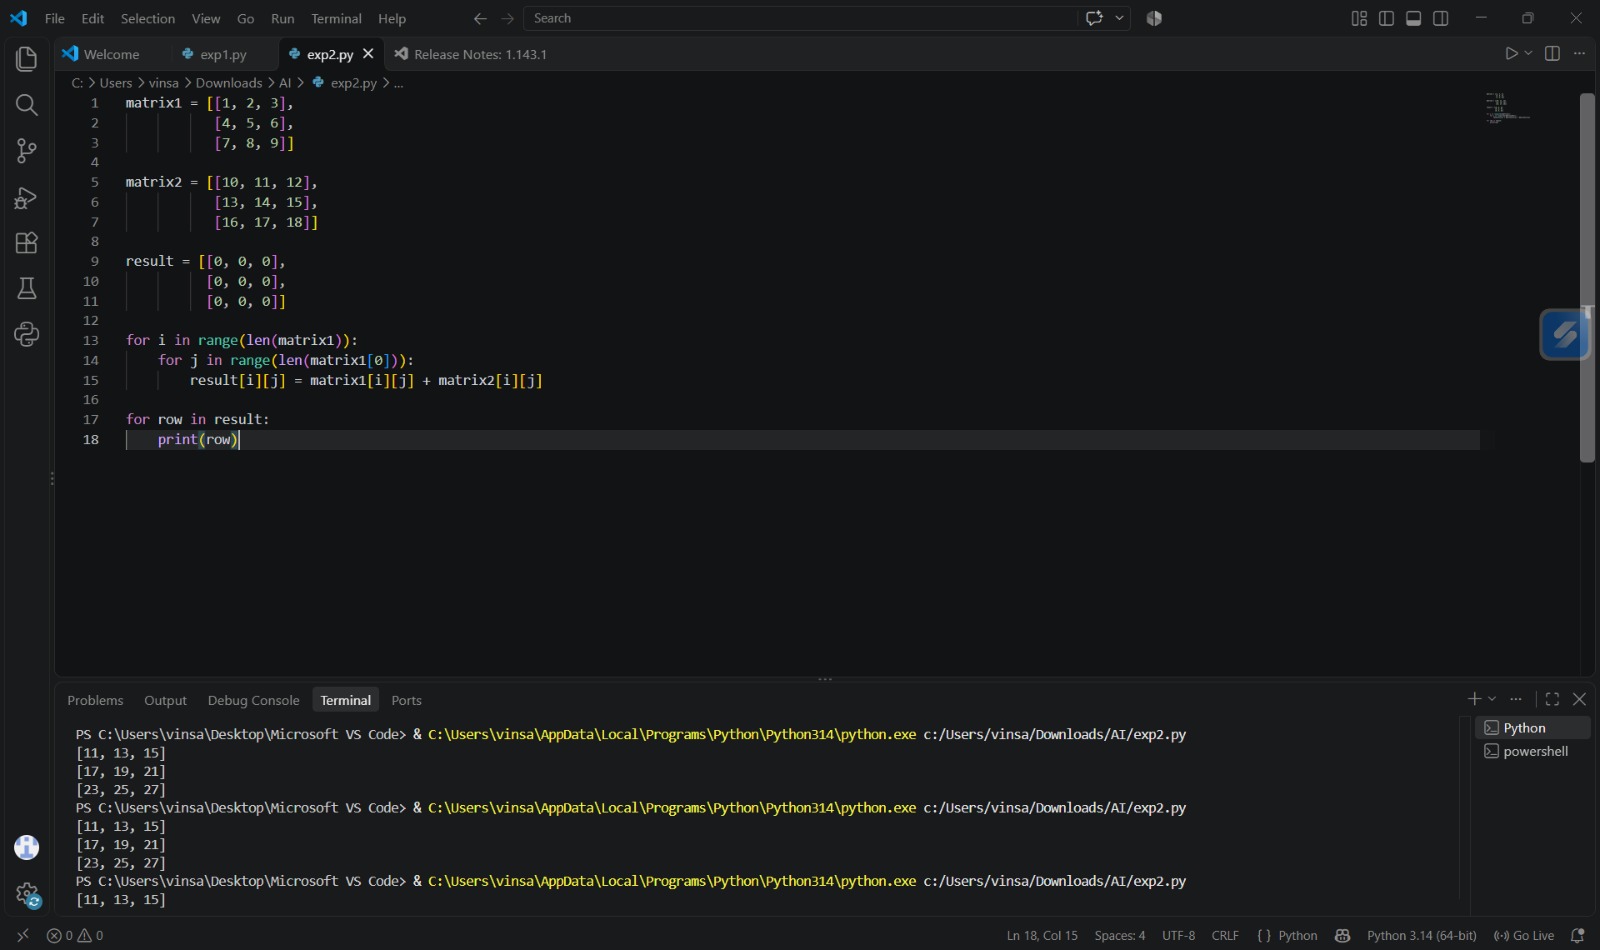 File Edit Selection View Go Run Terminal Help Search
Welcome exp1.py exp2.py Release Notes: 1.143.1
C: > Users > vinsa > Downloads > AI > exp2.py > ...
1 matrix1 = [[1, 2, 3],
2 [4, 5, 6],
3 [7, 8, 9]]
4
5 matrix2 = [[10, 11, 12],
6 [13, 14, 15],
7 [16, 17, 18]]
8
9 result = [[0, 0, 0],
10 [0, 0, 0],
11 [0, 0, 0]]
12
13 for i in range(len(matrix1)):
14 for j in range(len(matrix1[0])):
15 result[i][j] = matrix1[i][j] + matrix2[i][j]
16
17 for row in result:
18 print(row)
Problems Output Debug Console Terminal Ports
PS C:\Users\vinsa\Desktop\Microsoft VS Code> & C:\Users\vinsa\AppData\Local\Programs\Python\Python314\python.exe c:/Users/vinsa/Downloads/AI/exp2.py
[11, 13, 15]
[17, 19, 21]
[23, 25, 27]
PS C:\Users\vinsa\Desktop\Microsoft VS Code> & C:\Users\vinsa\AppData\Local\Programs\Python\Python314\python.exe c:/Users/vinsa/Downloads/AI/exp2.py
[11, 13, 15]
[17, 19, 21]
[23, 25, 27]
PS C:\Users\vinsa\Desktop\Microsoft VS Code> & C:\Users\vinsa\AppData\Local\Programs\Python\Python314\python.exe c:/Users/vinsa/Downloads/AI/exp2.py
[11, 13, 15]
Python
powershell
0 0 Ln 18, Col 15 Spaces: 4 UTF-8 CRLF { } Python Python 3.14 (64-bit) Go Live